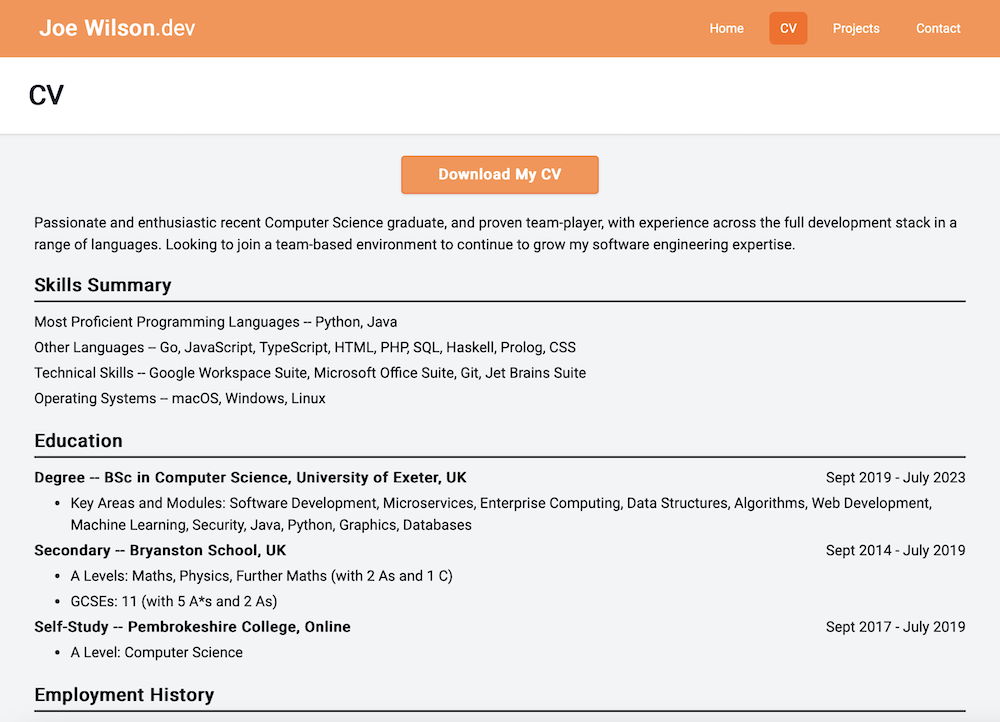 Joe Wilson.dev Home CV Projects Contact
CV
Download My CV
Passionate and enthusiastic recent Computer Science graduate, and proven team-player, with experience across the full development stack in a
range of languages. Looking to join a team-based environment to continue to grow my software engineering expertise.
Skills Summary
Most Proficient Programming Languages -- Python, Java
Other Languages -- Go, JavaScript, TypeScript, HTML, PHP, SQL, Haskell, Prolog, CSS
Technical Skills -- Google Workspace Suite, Microsoft Office Suite, Git, Jet Brains Suite
Operating Systems -- macOS, Windows, Linux
Education
Degree -- BSc in Computer Science, University of Exeter, UK Sept 2019 - July 2023
• Key Areas and Modules: Software Development, Microservices, Enterprise Computing, Data Structures, Algorithms, Web Development,
Machine Learning, Security, Java, Python, Graphics, Databases
Secondary -- Bryanston School, UK Sept 2014 - July 2019
• A Levels: Maths, Physics, Further Maths (with 2 As and 1 C)
• GCSEs: 11 (with 5 A*s and 2 As)
Self-Study -- Pembrokeshire College, Online Sept 2017 - July 2019
• A Level: Computer Science
Employment History